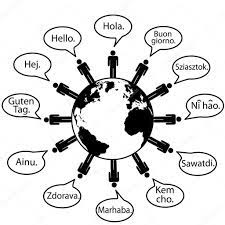 Hola.
Buon
giorno.
Sziasztok.
Nǐ hǎo.
Sawatdi.
Kem
cho.
Marhaba.
Zdorava.
Ainu.
Guten
Tag.
Hej.
Hello.